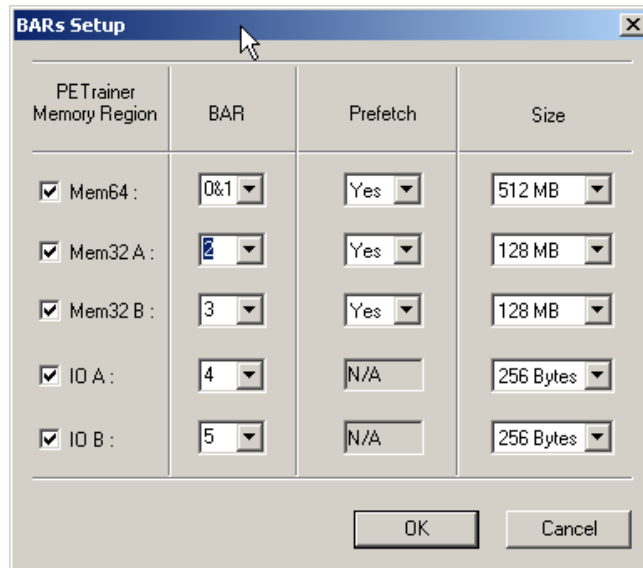 BARs Setup
PETrainer
Memory Region
BAR
Prefetch
Size
Mem64 : 0&1 Yes 512 MB
Mem32 A : 2 Yes 128 MB
Mem32 B : 3 Yes 128 MB
IO A : 4 N/A 256 Bytes
IO B : 5 N/A 256 Bytes
OK Cancel